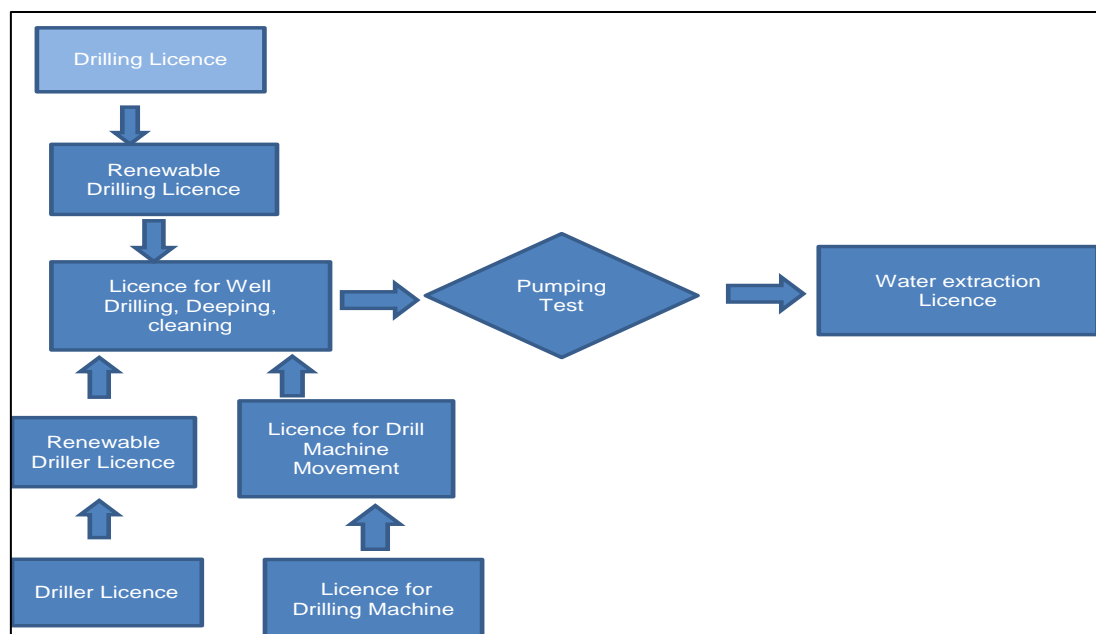 Drilling Licence
Renewable
Drilling Licence
Licence for Well
Drilling, Deeping,
cleaning
Pumping
Test
Water extraction
Licence
Renewable
Driller Licence
Licence for Drill
Machine
Movement
Driller Licence
Licence for
Drilling Machine